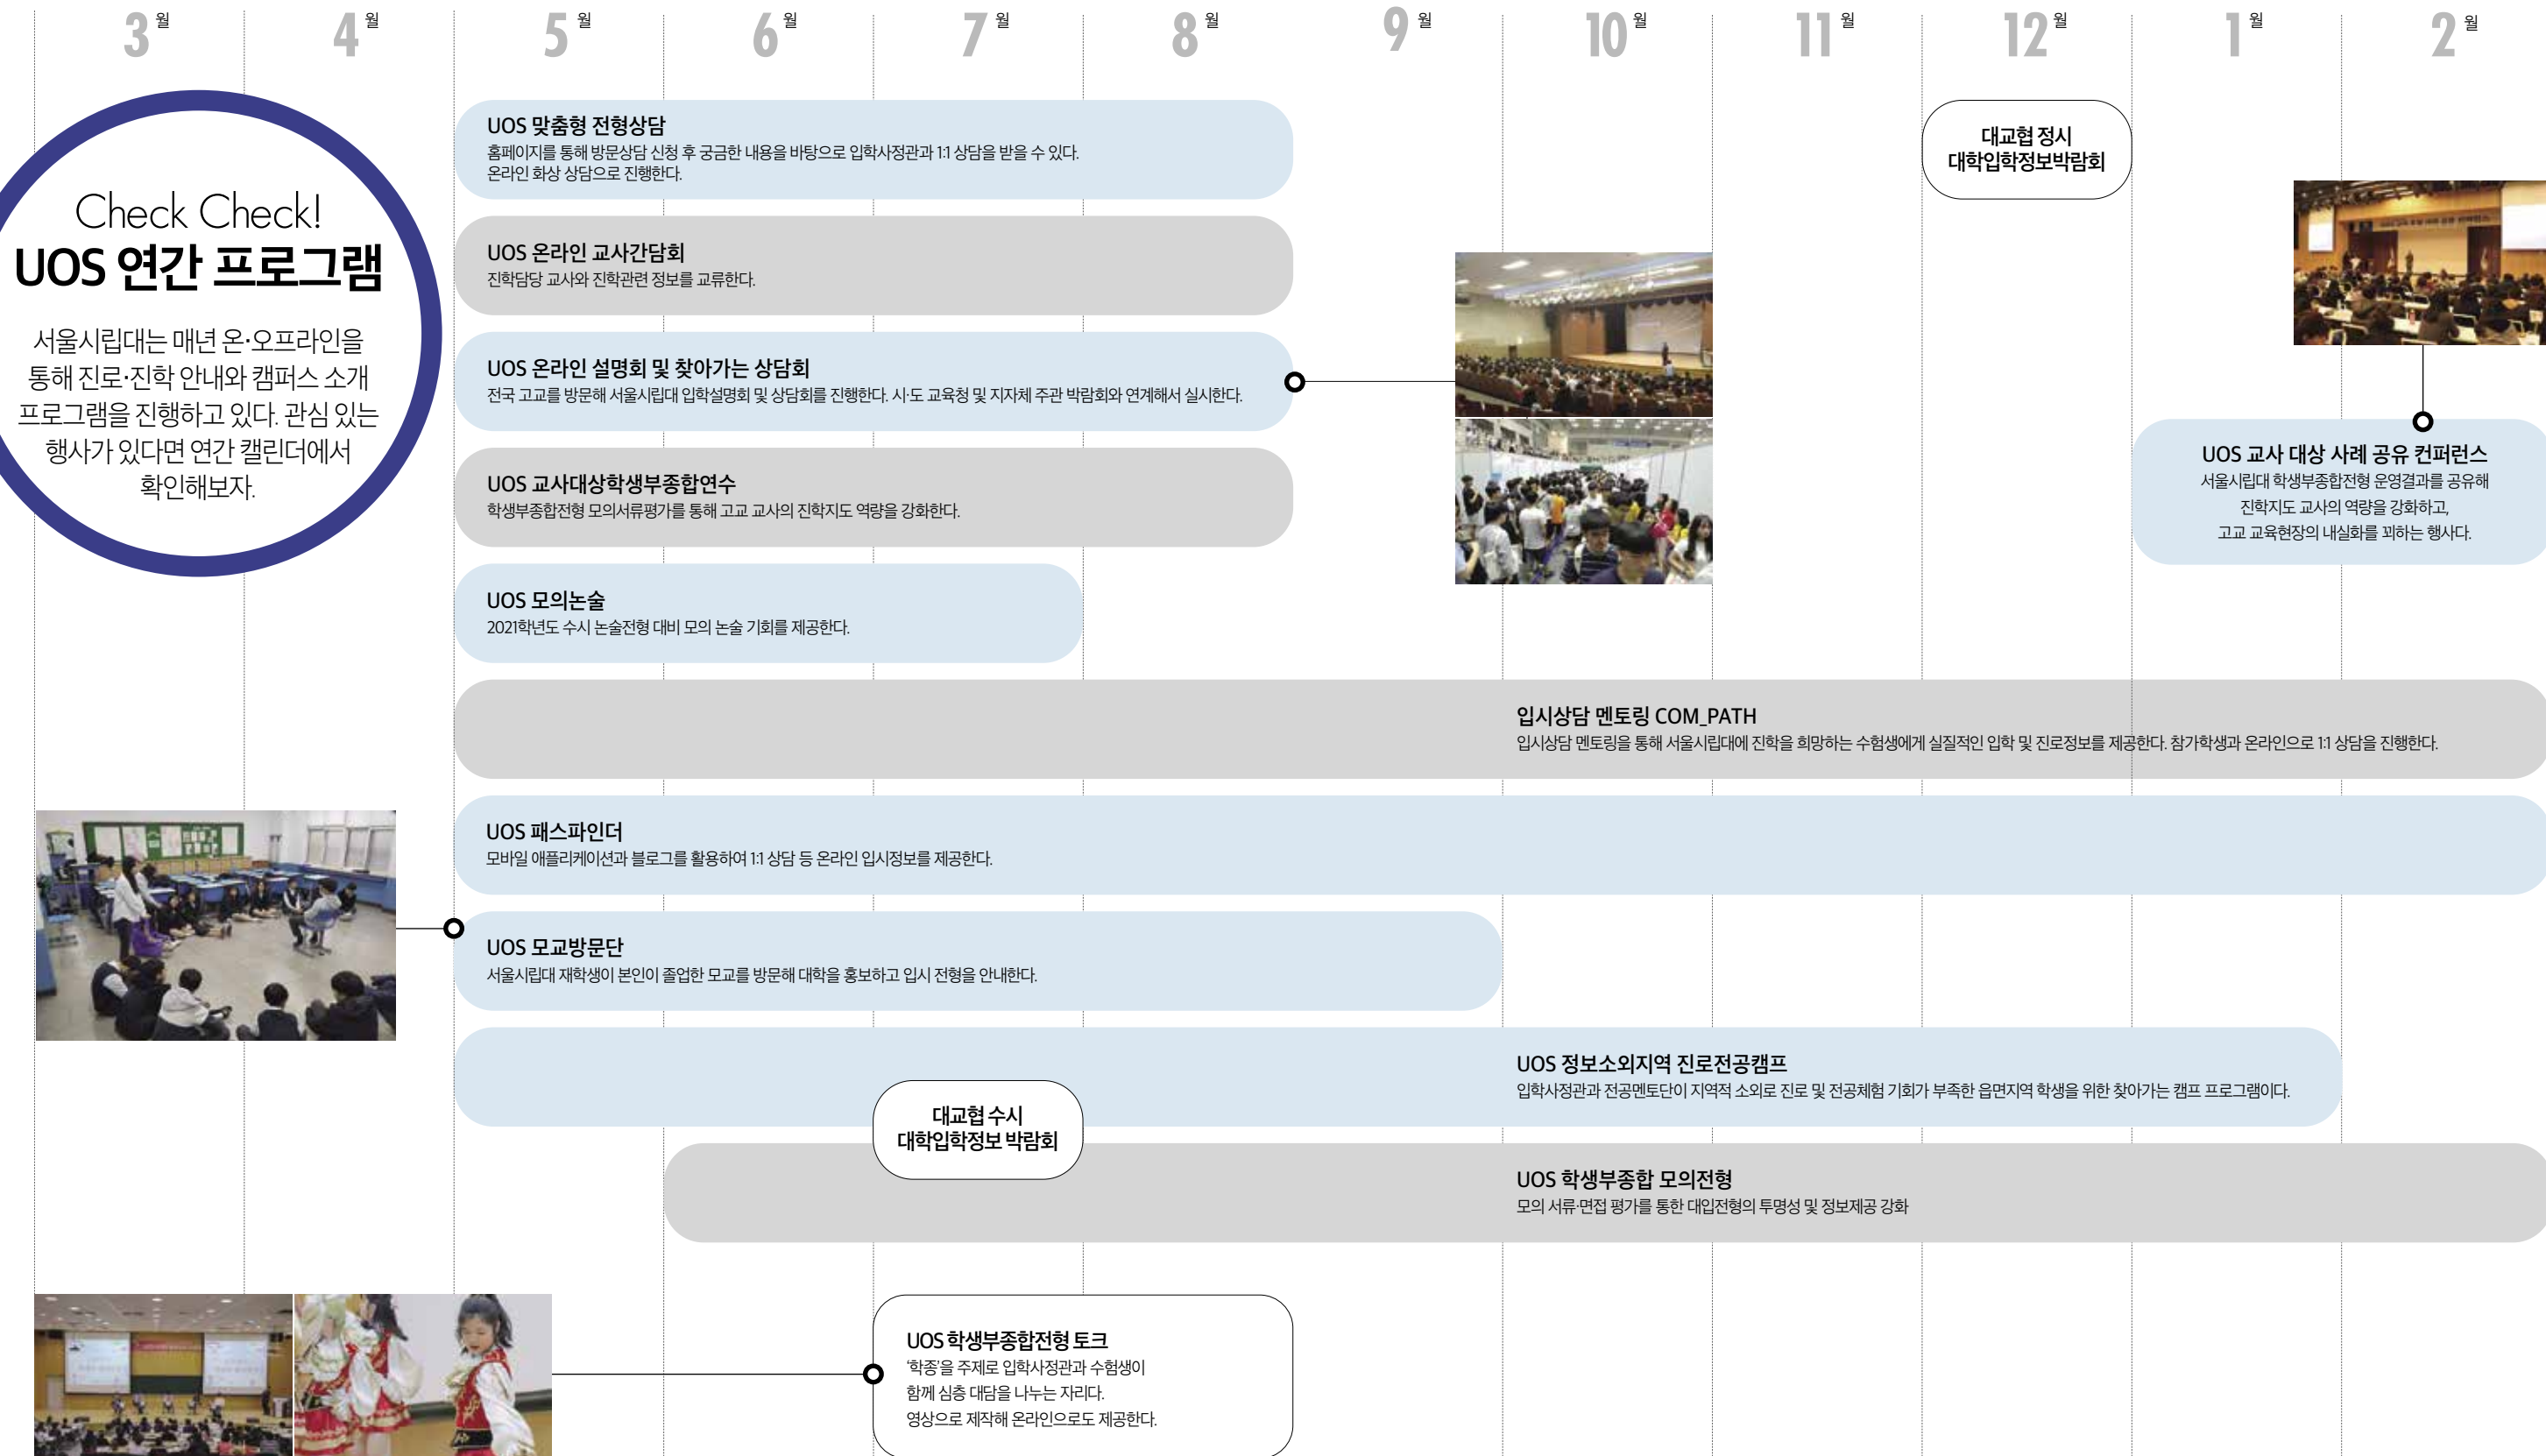 3월 4월 5월 6월 7월 8월 9월 10월 11월 12월 1월 2월
Check Check!
UOS 연간 프로그램
서울시립대는 매년 온·오프라인을
통해 진로·진학 안내와 캠퍼스 소개
프로그램을 진행하고 있다. 관심 있는
행사가 있다면 연간 캘린더에서
확인해보자.
UOS 맞춤형 전형상담
홈페이지를 통해 방문상담 신청 후 궁금한 내용을 바탕으로 입학사정관과 1:1 상담을 받을 수 있다.
온라인 화상 상담으로 진행한다.
대교협 정시
대학입학정보박람회
UOS 온라인 교사간담회
진학담당 교사와 진학관련 정보를 교류한다.
UOS 온라인 설명회 및 찾아가는 상담회
전국 고교를 방문해 서울시립대 입학설명회 및 상담회를 진행한다. 시·도 교육청 및 지자체 주관 박람회와 연계해서 실시한다.
UOS 교사 대상 사례 공유 컨퍼런스
서울시립대 학생부종합전형 운영결과를 공유해
진학지도 교사의 역량을 강화하고,
고교 교육현장의 내실화를 꾀하는 행사다.
UOS 교사대상학생부종합연수
학생부종합전형 모의서류평가를 통해 고교 교사의 진학지도 역량을 강화한다.
UOS 모의논술
2021학년도 수시 논술전형 대비 모의 논술 기회를 제공한다.
입시상담 멘토링 COM_PATH
입시상담 멘토링을 통해 서울시립대에 진학을 희망하는 수험생에게 실질적인 입학 및 진로정보를 제공한다. 참가학생과 온라인으로 1:1 상담을 진행한다.
UOS 패스파인더
모바일 애플리케이션과 블로그를 활용하여 1:1 상담 등 온라인 입시정보를 제공한다.
UOS 모교방문단
서울시립대 재학생이 본인이 졸업한 모교를 방문해 대학을 홍보하고 입시 전형을 안내한다.
UOS 정보소외지역 진로전공캠프
입학사정관과 전공멘토단이 지역적 소외로 진로 및 전공체험 기회가 부족한 읍면지역 학생을 위한 찾아가는 캠프 프로그램이다.
대교협 수시
대학입학정보 박람회
UOS 학생부종합 모의전형
모의 서류·면접 평가를 통한 대입전형의 투명성 및 정보제공 강화
UOS 학생부종합전형 토크
‘학종’을 주제로 입학사정관과 수험생이
함께 심층 대담을 나누는 자리다.
영상으로 제작해 온라인으로도 제공한다.